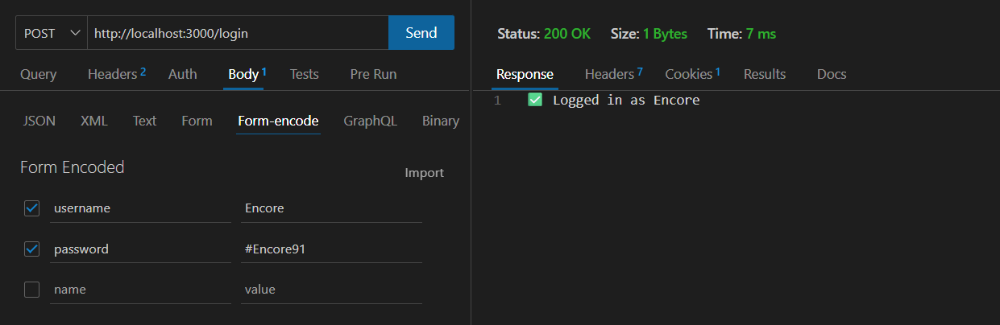 POST http://localhost:3000/login Send
Query Headers 2 Auth Body 1 Tests Pre Run
JSON XML Text Form Form-encode GraphQL Binary
Form Encoded
Import
username Encore
password #Encore91
name value
Status: 200 OK Size: 1 Bytes Time: 7 ms
Response Headers 7 Cookies 1 Results Docs
1 ✅ Logged in as Encore